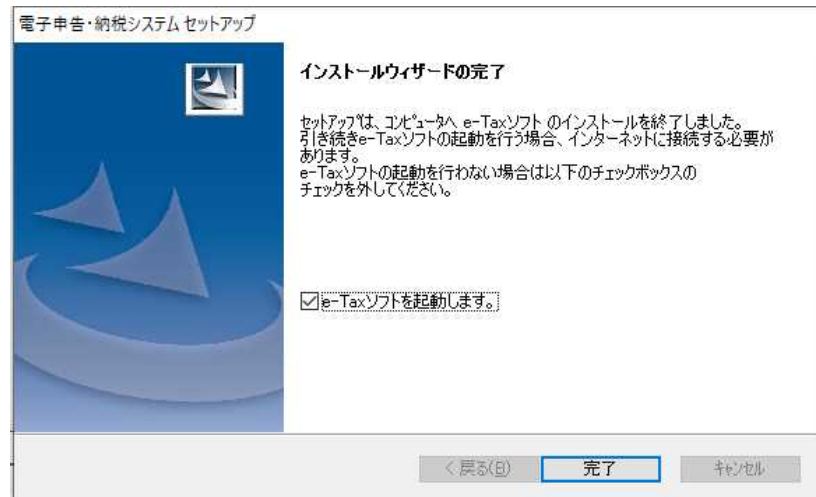 電子申告・納税システム セットアップ
インストールウィザードの完了
セットアップは、コンピュータへ e-Taxソフト のインストールを終了しました。
引き続きe-Taxソフトの起動を行う場合、インターネットに接続する必要が
あります。
e-Taxソフトの起動を行わない場合は以下のチェックボックスの
チェックを外してください。
e-Taxソフトを起動します。
< 戻る(B) 完了 キャンセル